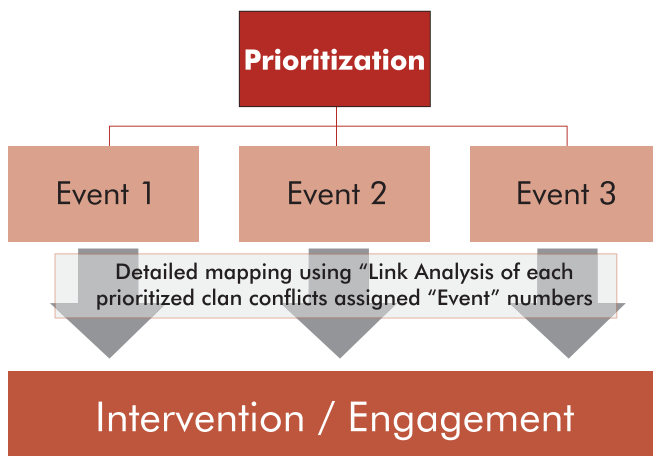 Prioritization
Event 1
Event 2
Event 3
Detailed mapping using “Link Analysis of each
prioritized clan conflicts assigned “Event” numbers
Intervention / Engagement